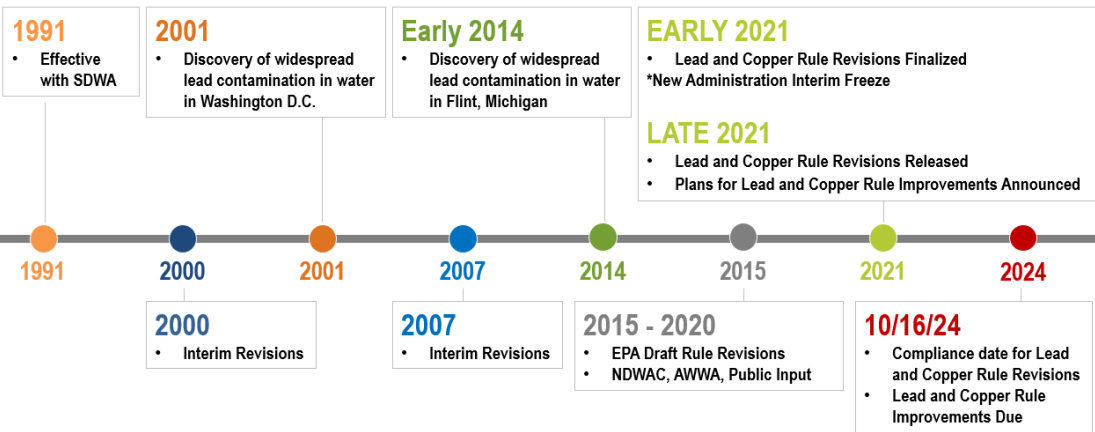 1991
• Effective
with SDWA
2001
• Discovery of widespread
lead contamination in water
in Washington D.C.
Early 2014
• Discovery of widespread
lead contamination in water
in Flint, Michigan
EARLY 2021
• Lead and Copper Rule Revisions Finalized
*New Administration Interim Freeze
LATE 2021
• Lead and Copper Rule Revisions Released
• Plans for Lead and Copper Rule Improvements Announced
1991
2000
2001
2007
2014
2015
2021
2024
2000
• Interim Revisions
2007
• Interim Revisions
2015 - 2020
• EPA Draft Rule Revisions
• NDWAC, AWWA, Public Input
10/16/24
• Compliance date for Lead
and Copper Rule Revisions
• Lead and Copper Rule
Improvements Due